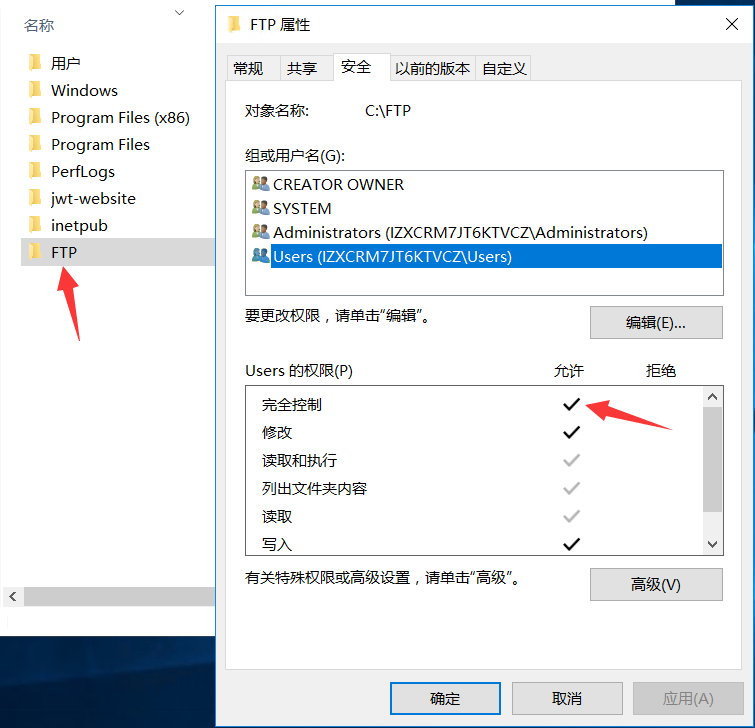 名称
用户
Windows
Program Files (x86)
Program Files
PerfLogs
jwt-website
inetpub
FTP
FTP 属性
常规 共享 安全 以前的版本 自定义
对象名称: C:\FTP
组或用户名(G):
CREATOR OWNER
SYSTEM
Administrators (IZXCRM7JT6KTVCZ\Administrators)
Users (IZXCRM7JT6KTVCZ\Users)
要更改权限，请单击“编辑”。
编辑(E)...
Users 的权限(P) 允许 拒绝
完全控制
修改
读取和执行
列出文件夹内容
读取
写入
有关特殊权限或高级设置，请单击“高级”。
高级(V)
确定 取消 应用(A)